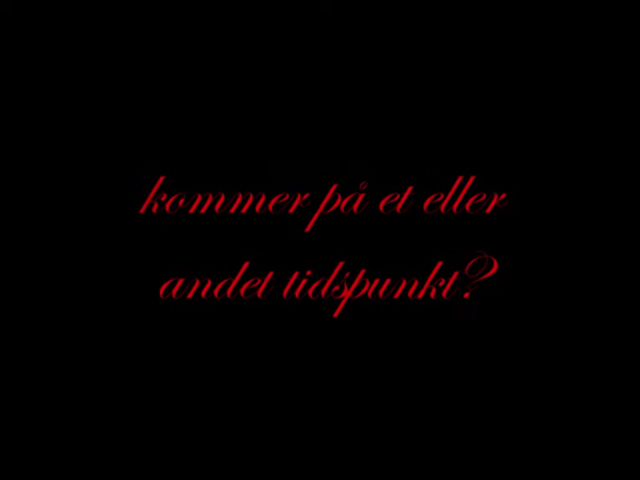 kommer på et eller
andet tidspunkt?